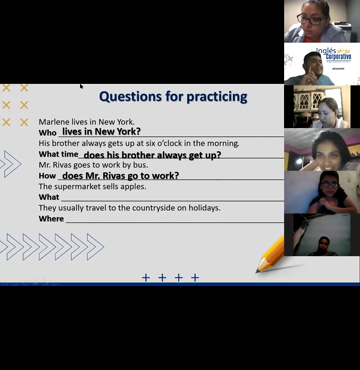 Inglés
Corporativo
Questions for practicing
Marlene lives in New York.
Who lives in New York?
His brother always gets up at six o'clock in the morning.
What time does his brother always get up?
Mr. Rivas goes to work by bus.
How does Mr. Rivas go to work?
The supermarket sells apples.
What
They usually travel to the countryside on holidays.
Where